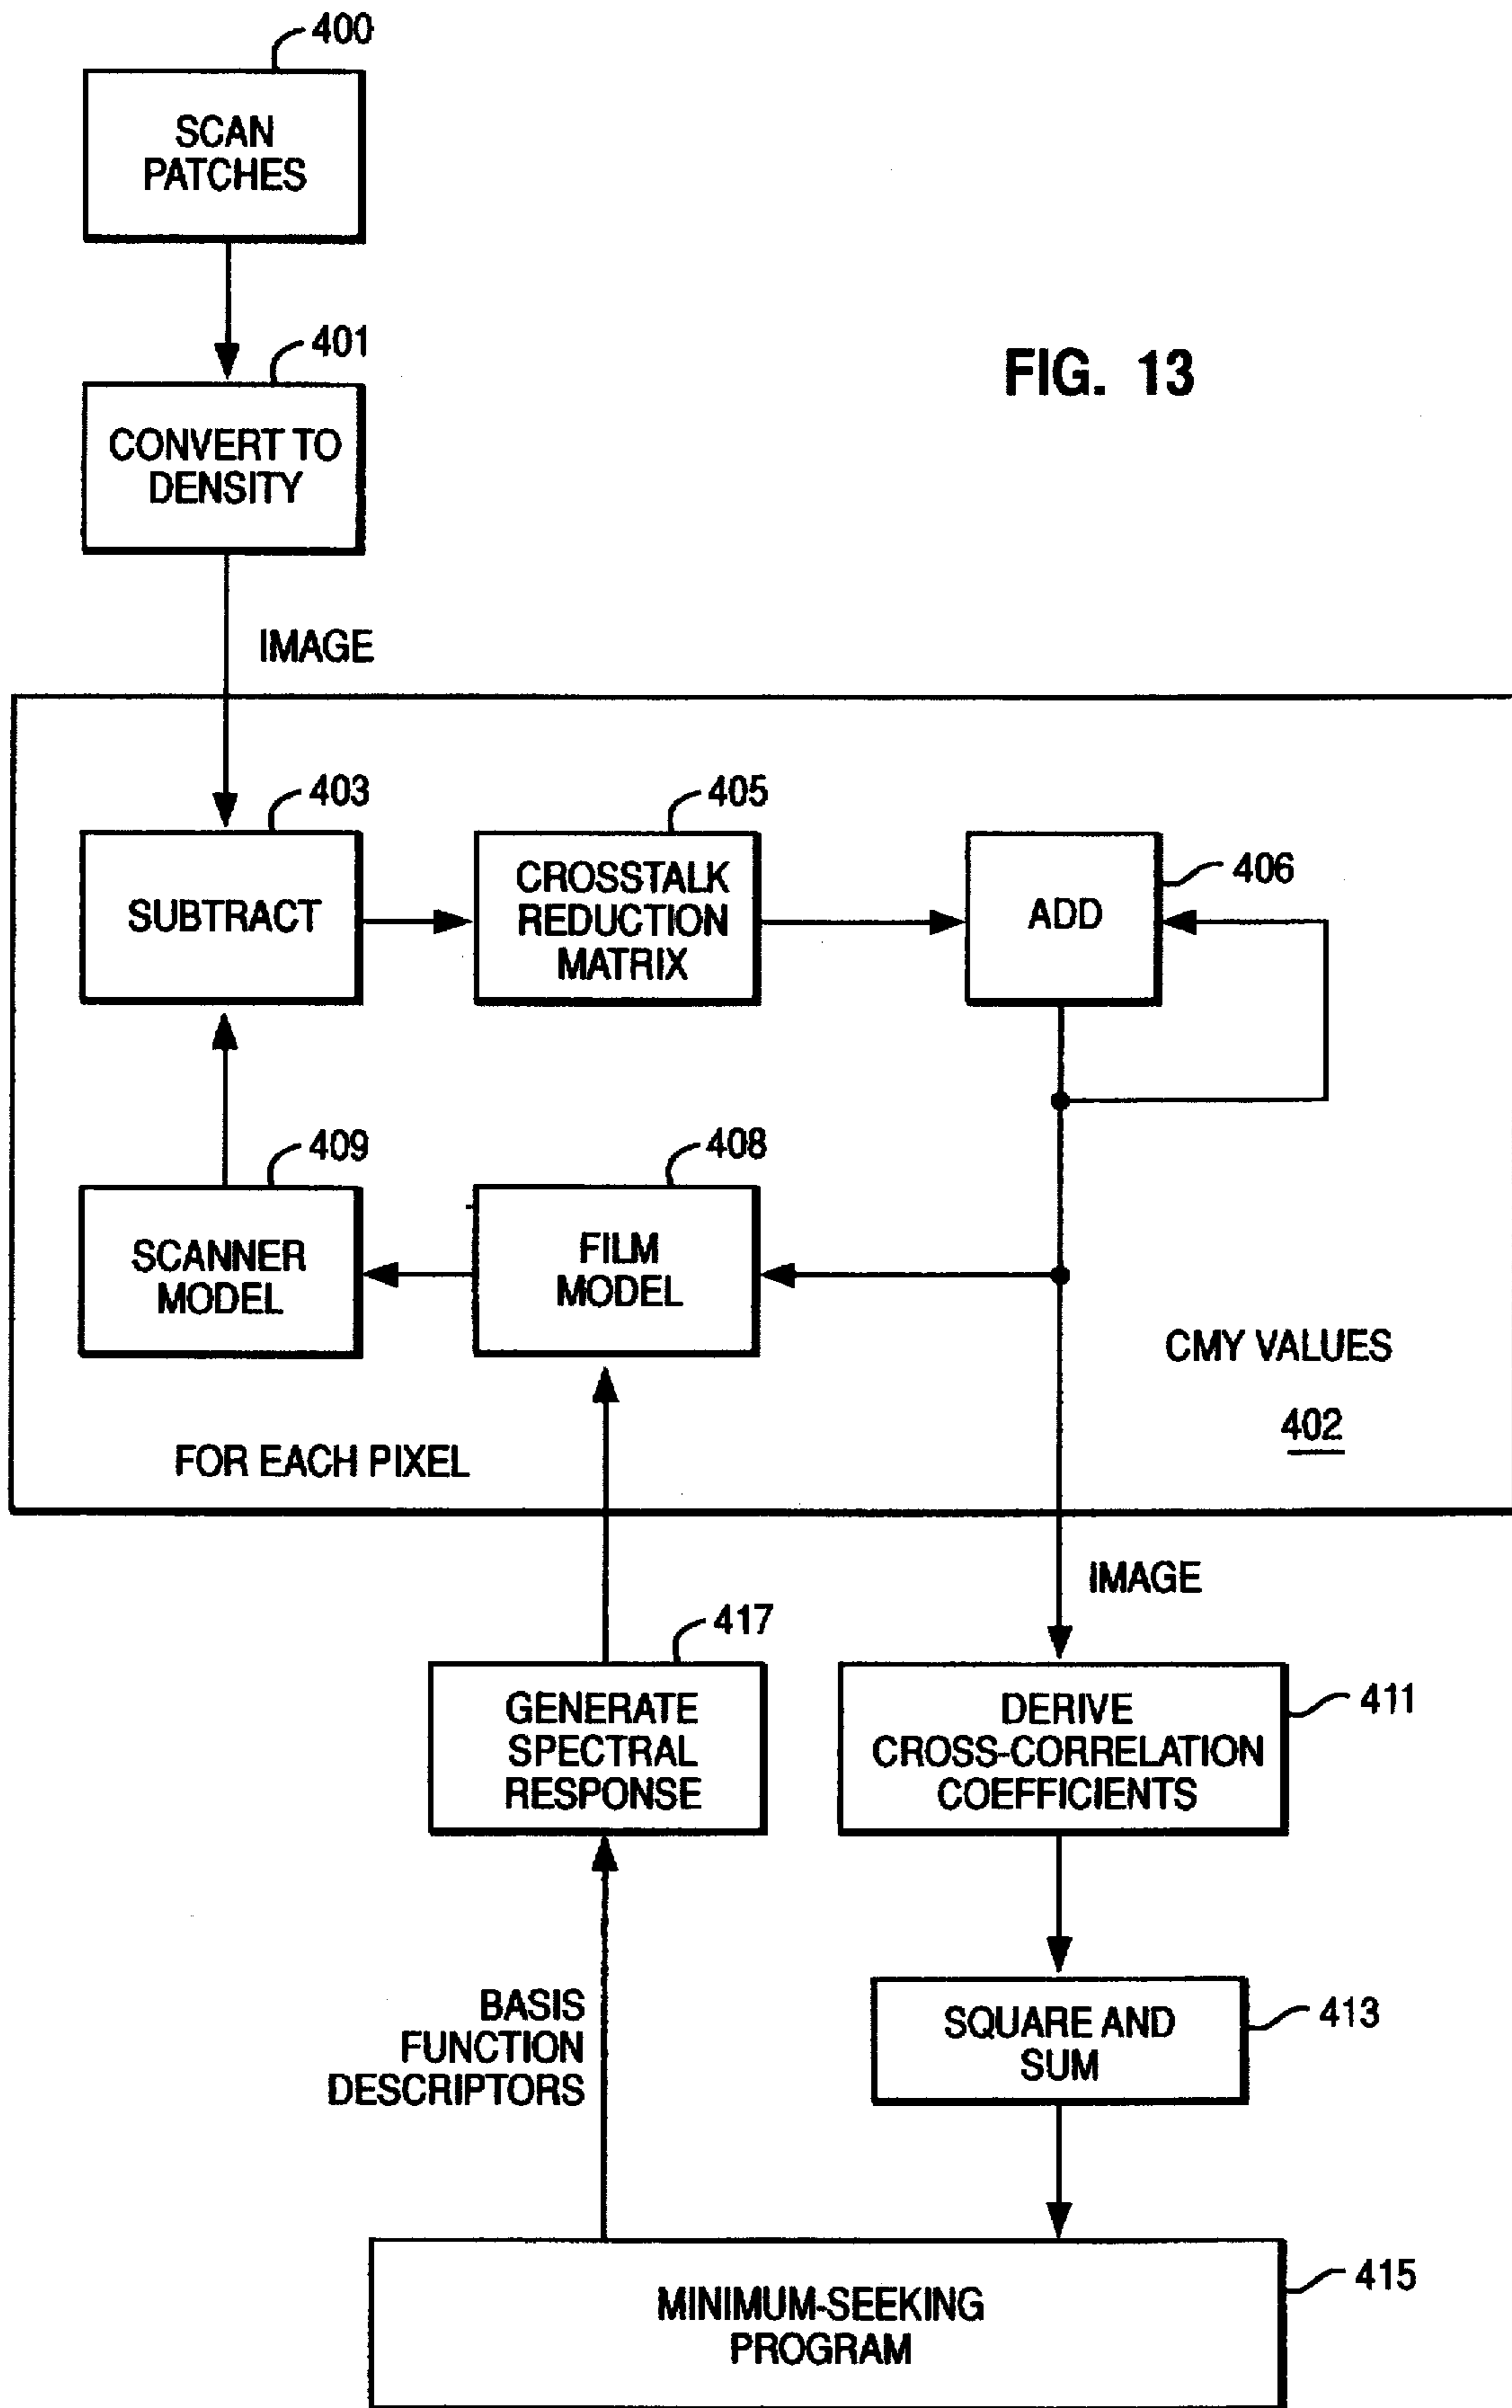 400
SCAN
PATCHES
401
CONVERT TO
DENSITY
FIG. 13
IMAGE
403
SUBTRACT
405
CROSSTALK
REDUCTION
MATRIX
406
ADD
409
SCANNER
MODEL
408
FILM
MODEL
CMY VALUES
402
FOR EACH PIXEL
IMAGE
417
GENERATE
SPECTRAL
RESPONSE
411
DERIVE
CROSS-CORRELATION
COEFFICIENTS
BASIS
FUNCTION
DESCRIPTORS
413
SQUARE AND
SUM
415
MINIMUM-SEEKING
PROGRAM